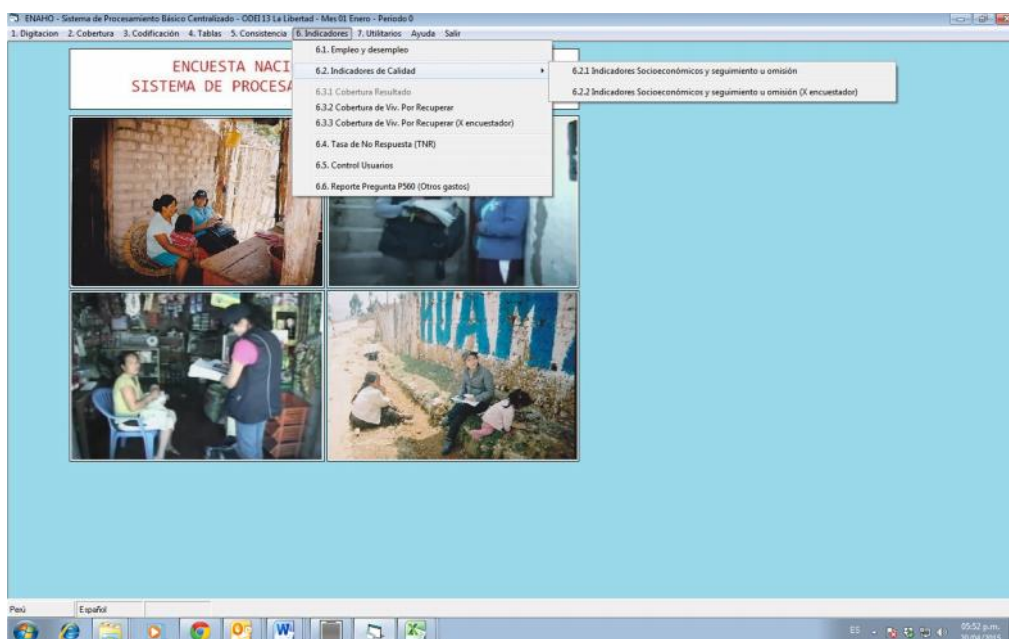 ENAHO - Sistema de Procesamiento Básico Centralizado - ODEI 13 La Libertad - Mes 01 Enero - Periodo 0
1. Digitacion 2. Cobertura 3. Codificación 4. Tablas 5. Consistencia 6. Indicadores 7. Utilitarios Ayuda Salir
6.1. Empleo y desempleo
6.2. Indicadores de Calidad
6.2.1 Indicadores Socioeconómicos y seguimiento u omisión
6.2.2 Indicadores Socioeconómicos y seguimiento u omisión (X encuestador)
6.3.1 Cobertura Resultado
6.3.2 Cobertura de Viv. Por Recuperar
6.3.3 Cobertura de Viv. Por Recuperar (X encuestador)
6.4. Tasa de No Respuesta (TNR)
6.5. Control Usuarios
6.6. Reporte Pregunta P560 (Otros gastos)
ENCUESTA NACI
SISTEMA DE PROCESA
HUAMA
Perú Español
ES 05:52 p.m.